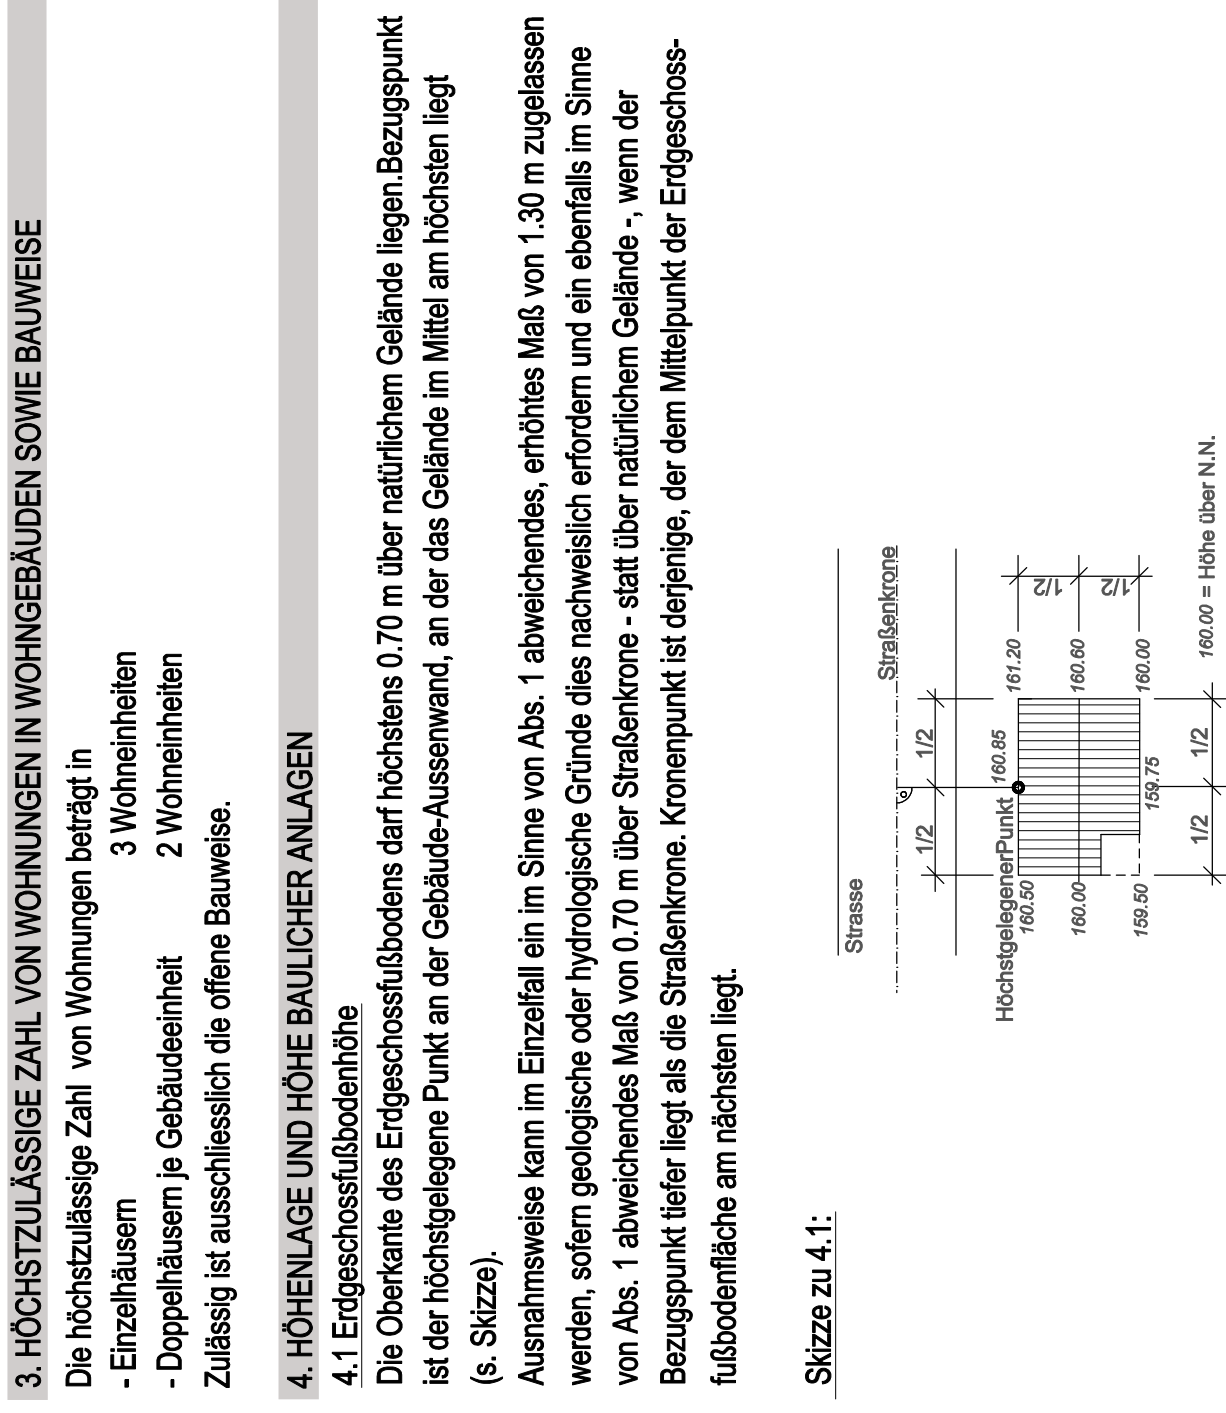 3. HÖCHSTZULÄSSIGE ZAHL VON WOHNUNGEN IN WOHNGEBÄUDEN SOWIE BAUWEISE
Die höchstzulässige Zahl von Wohnungen beträgt in
- Einzelhäusern 3 Wohneinheiten
- Doppelhäusern je Gebäudeeinheit 2 Wohneinheiten
Zulässig ist ausschliesslich die offene Bauweise.
4. HÖHENLAGE UND HÖHE BAULICHER ANLAGEN
4.1 Erdgeschossfußbodenhöhe
Die Oberkante des Erdgeschossfußbodens darf höchstens 0.70 m über natürlichem Gelände liegen.Bezugspunkt
ist der höchstgelegene Punkt an der Gebäude-Aussenwand, an der das Gelände im Mittel am höchsten liegt
(s. Skizze).
Ausnahmsweise kann im Einzelfall ein im Sinne von Abs. 1 abweichendes, erhöhtes Maß von 1.30 m zugelassen
werden, sofern geologische oder hydrologische Gründe dies nachweislich erfordern und ein ebenfalls im Sinne
von Abs. 1 abweichendes Maß von 0.70 m über Straßenkrone - statt über natürlichem Gelände -, wenn der
Bezugspunkt tiefer liegt als die Straßenkrone. Kronenpunkt ist derjenige, der dem Mittelpunkt der Erdgeschoss-
fußbodenfläche am nächsten liegt.
Skizze zu 4.1:
Strasse
Straßenkrone
1/2 1/2
HöchstgelegenerPunkt 160.85
160.50 161.20
1/2
160.00 160.60
1/2
159.50 159.75 160.00
1/2 1/2
160.00 = Höhe über N.N.